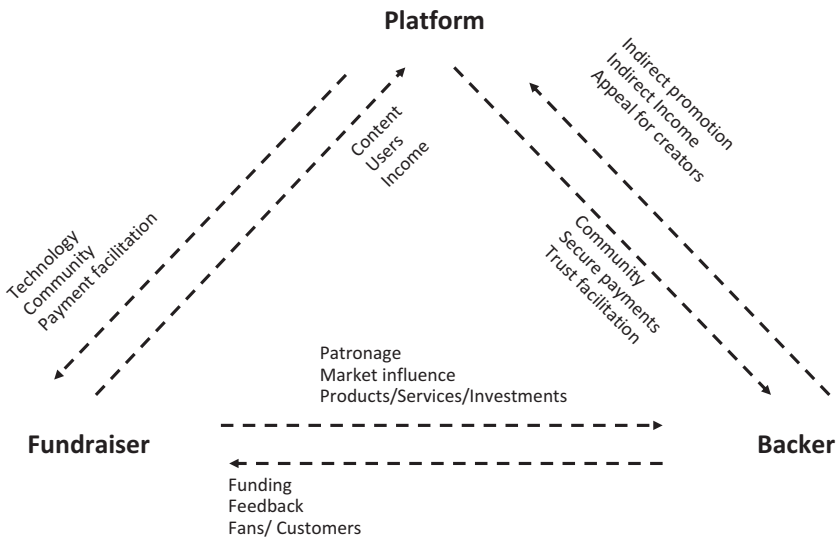 Platform
Indirect promotion
Indirect Income
Appeal for creators
Content
Users
Income
Technology
Community
Payment facilitation
Community
Secure payments
Trust facilitation
Patronage
Market influence
Products/Services/Investments
Fundraiser
Backer
Funding
Feedback
Fans/ Customers